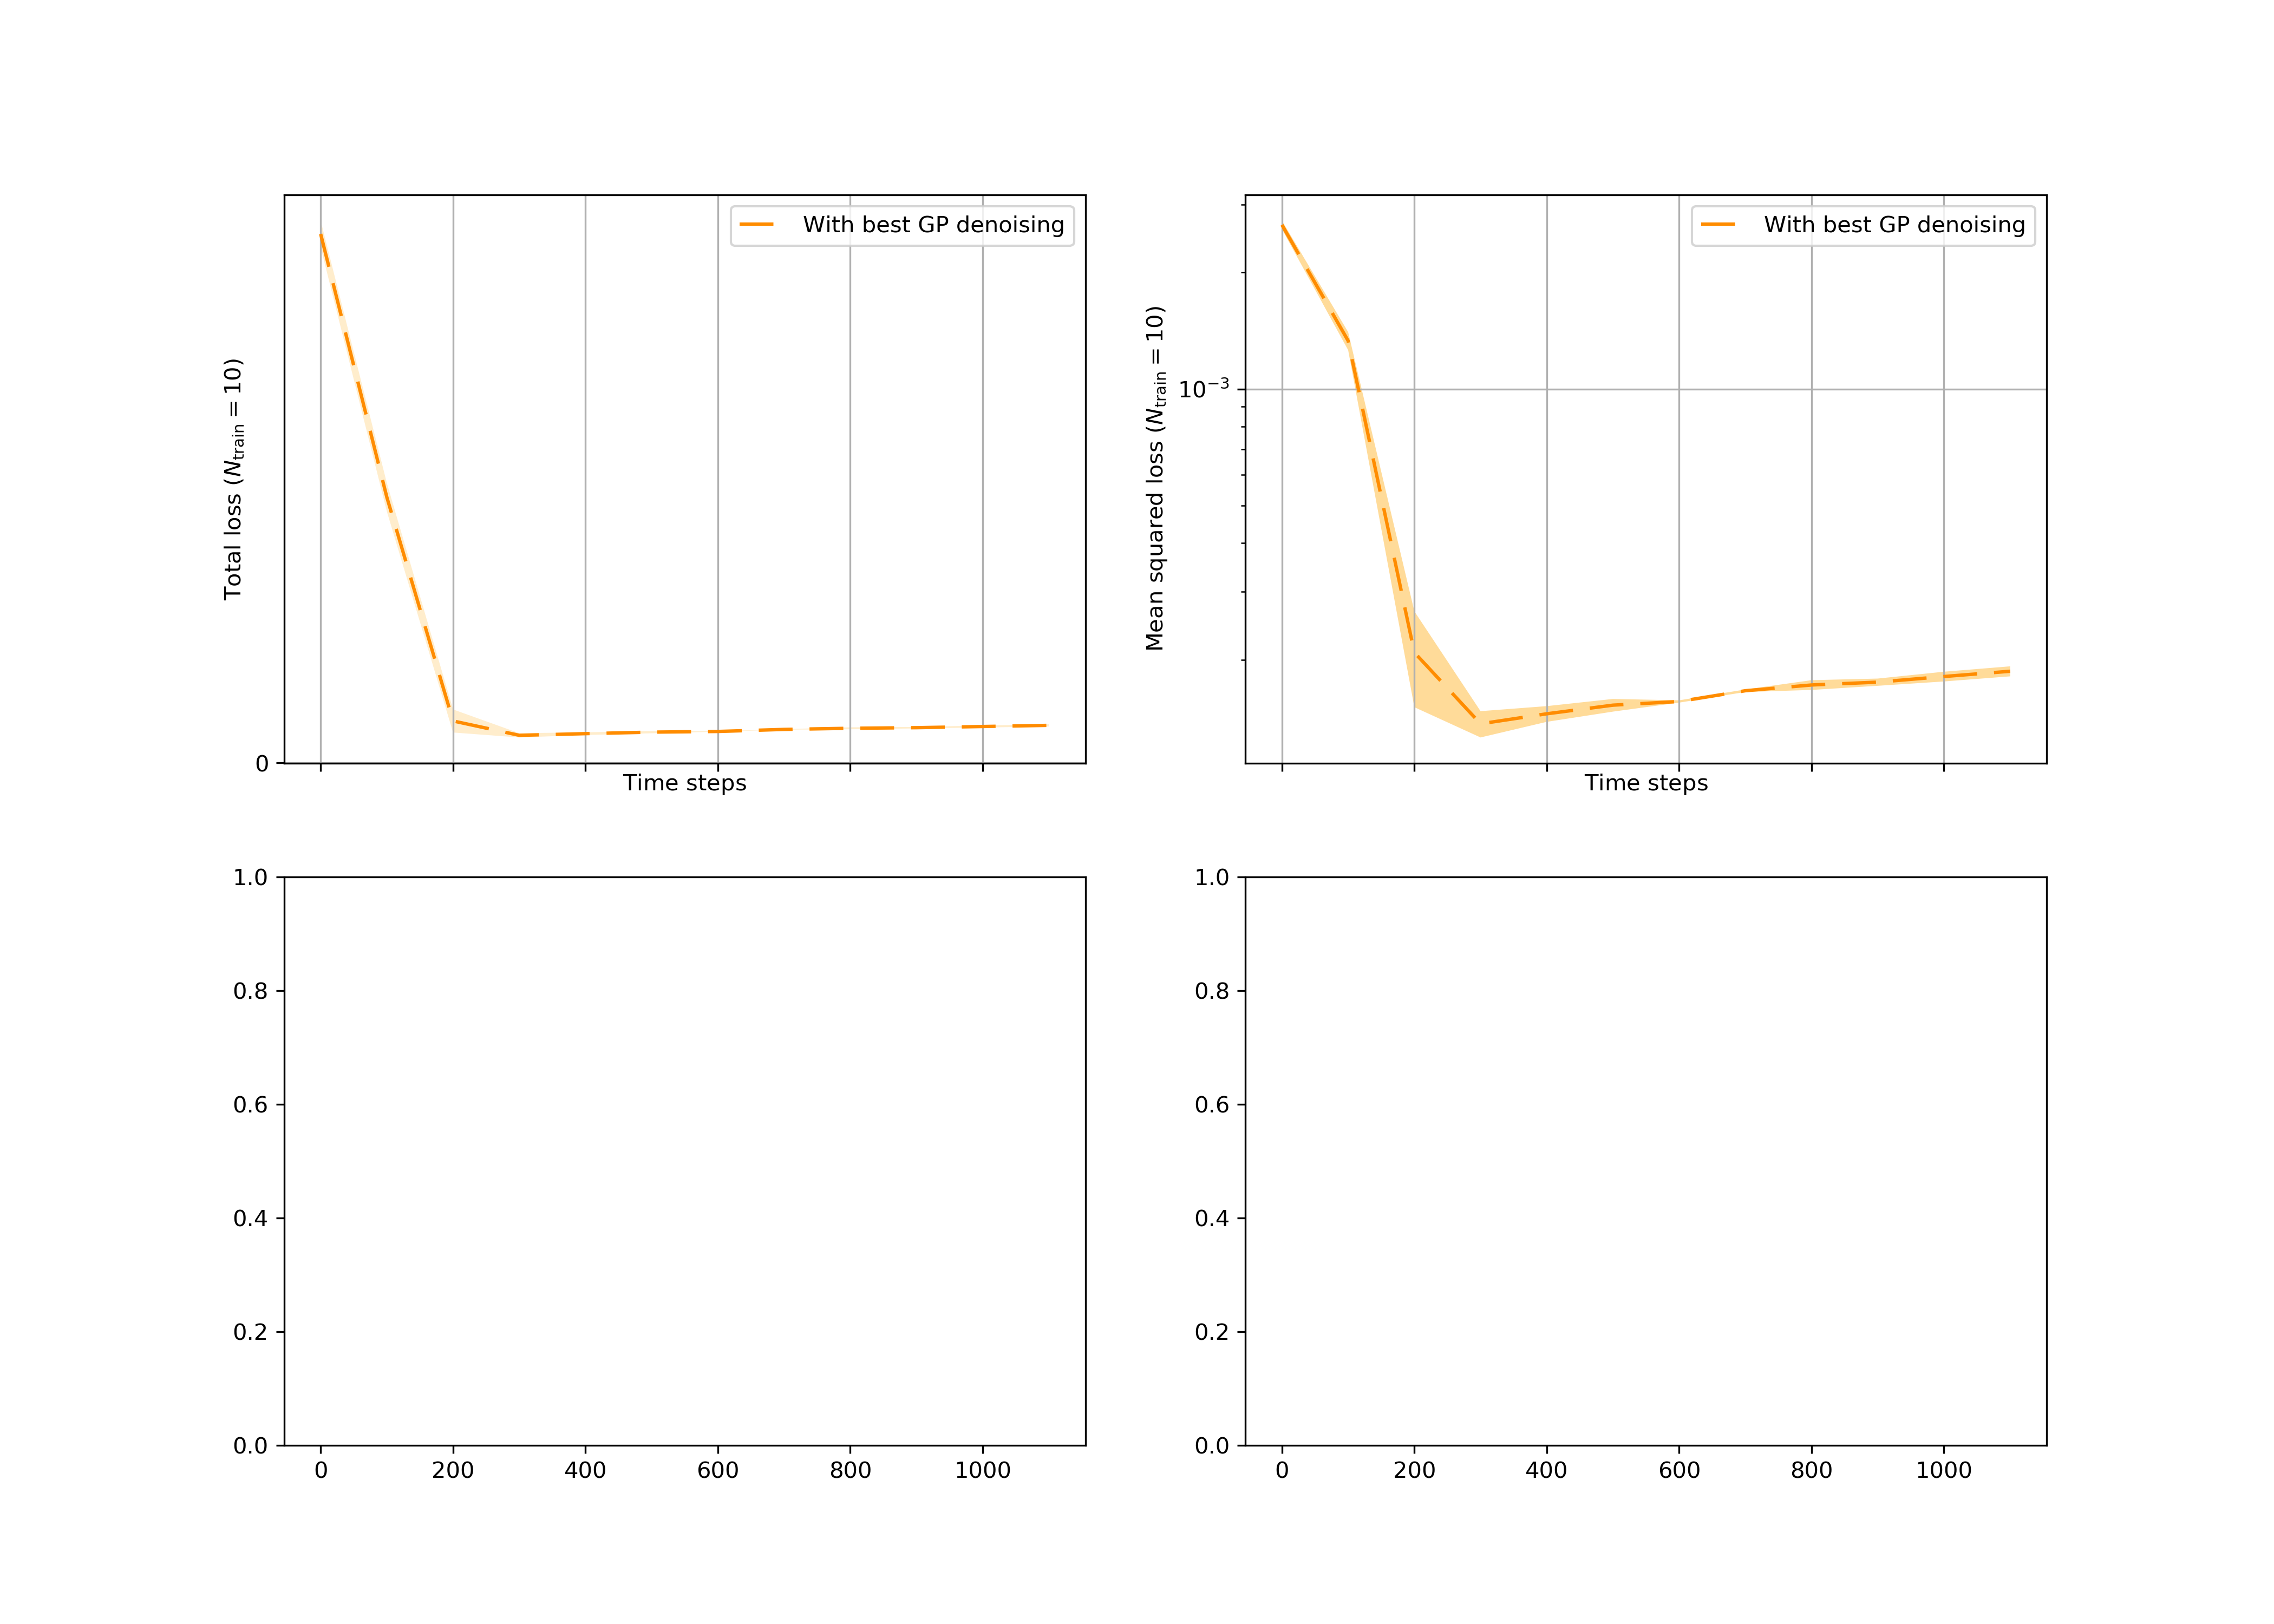 With best GP denoising
Total loss (N_train = 10)
0
Time steps
With best GP denoising
Mean squared loss (N_train = 10)
10⁻³
Time steps
1.0
0.8
0.6
0.4
0.2
0.0
0 200 400 600 800 1000
1.0
0.8
0.6
0.4
0.2
0.0
0 200 400 600 800 1000